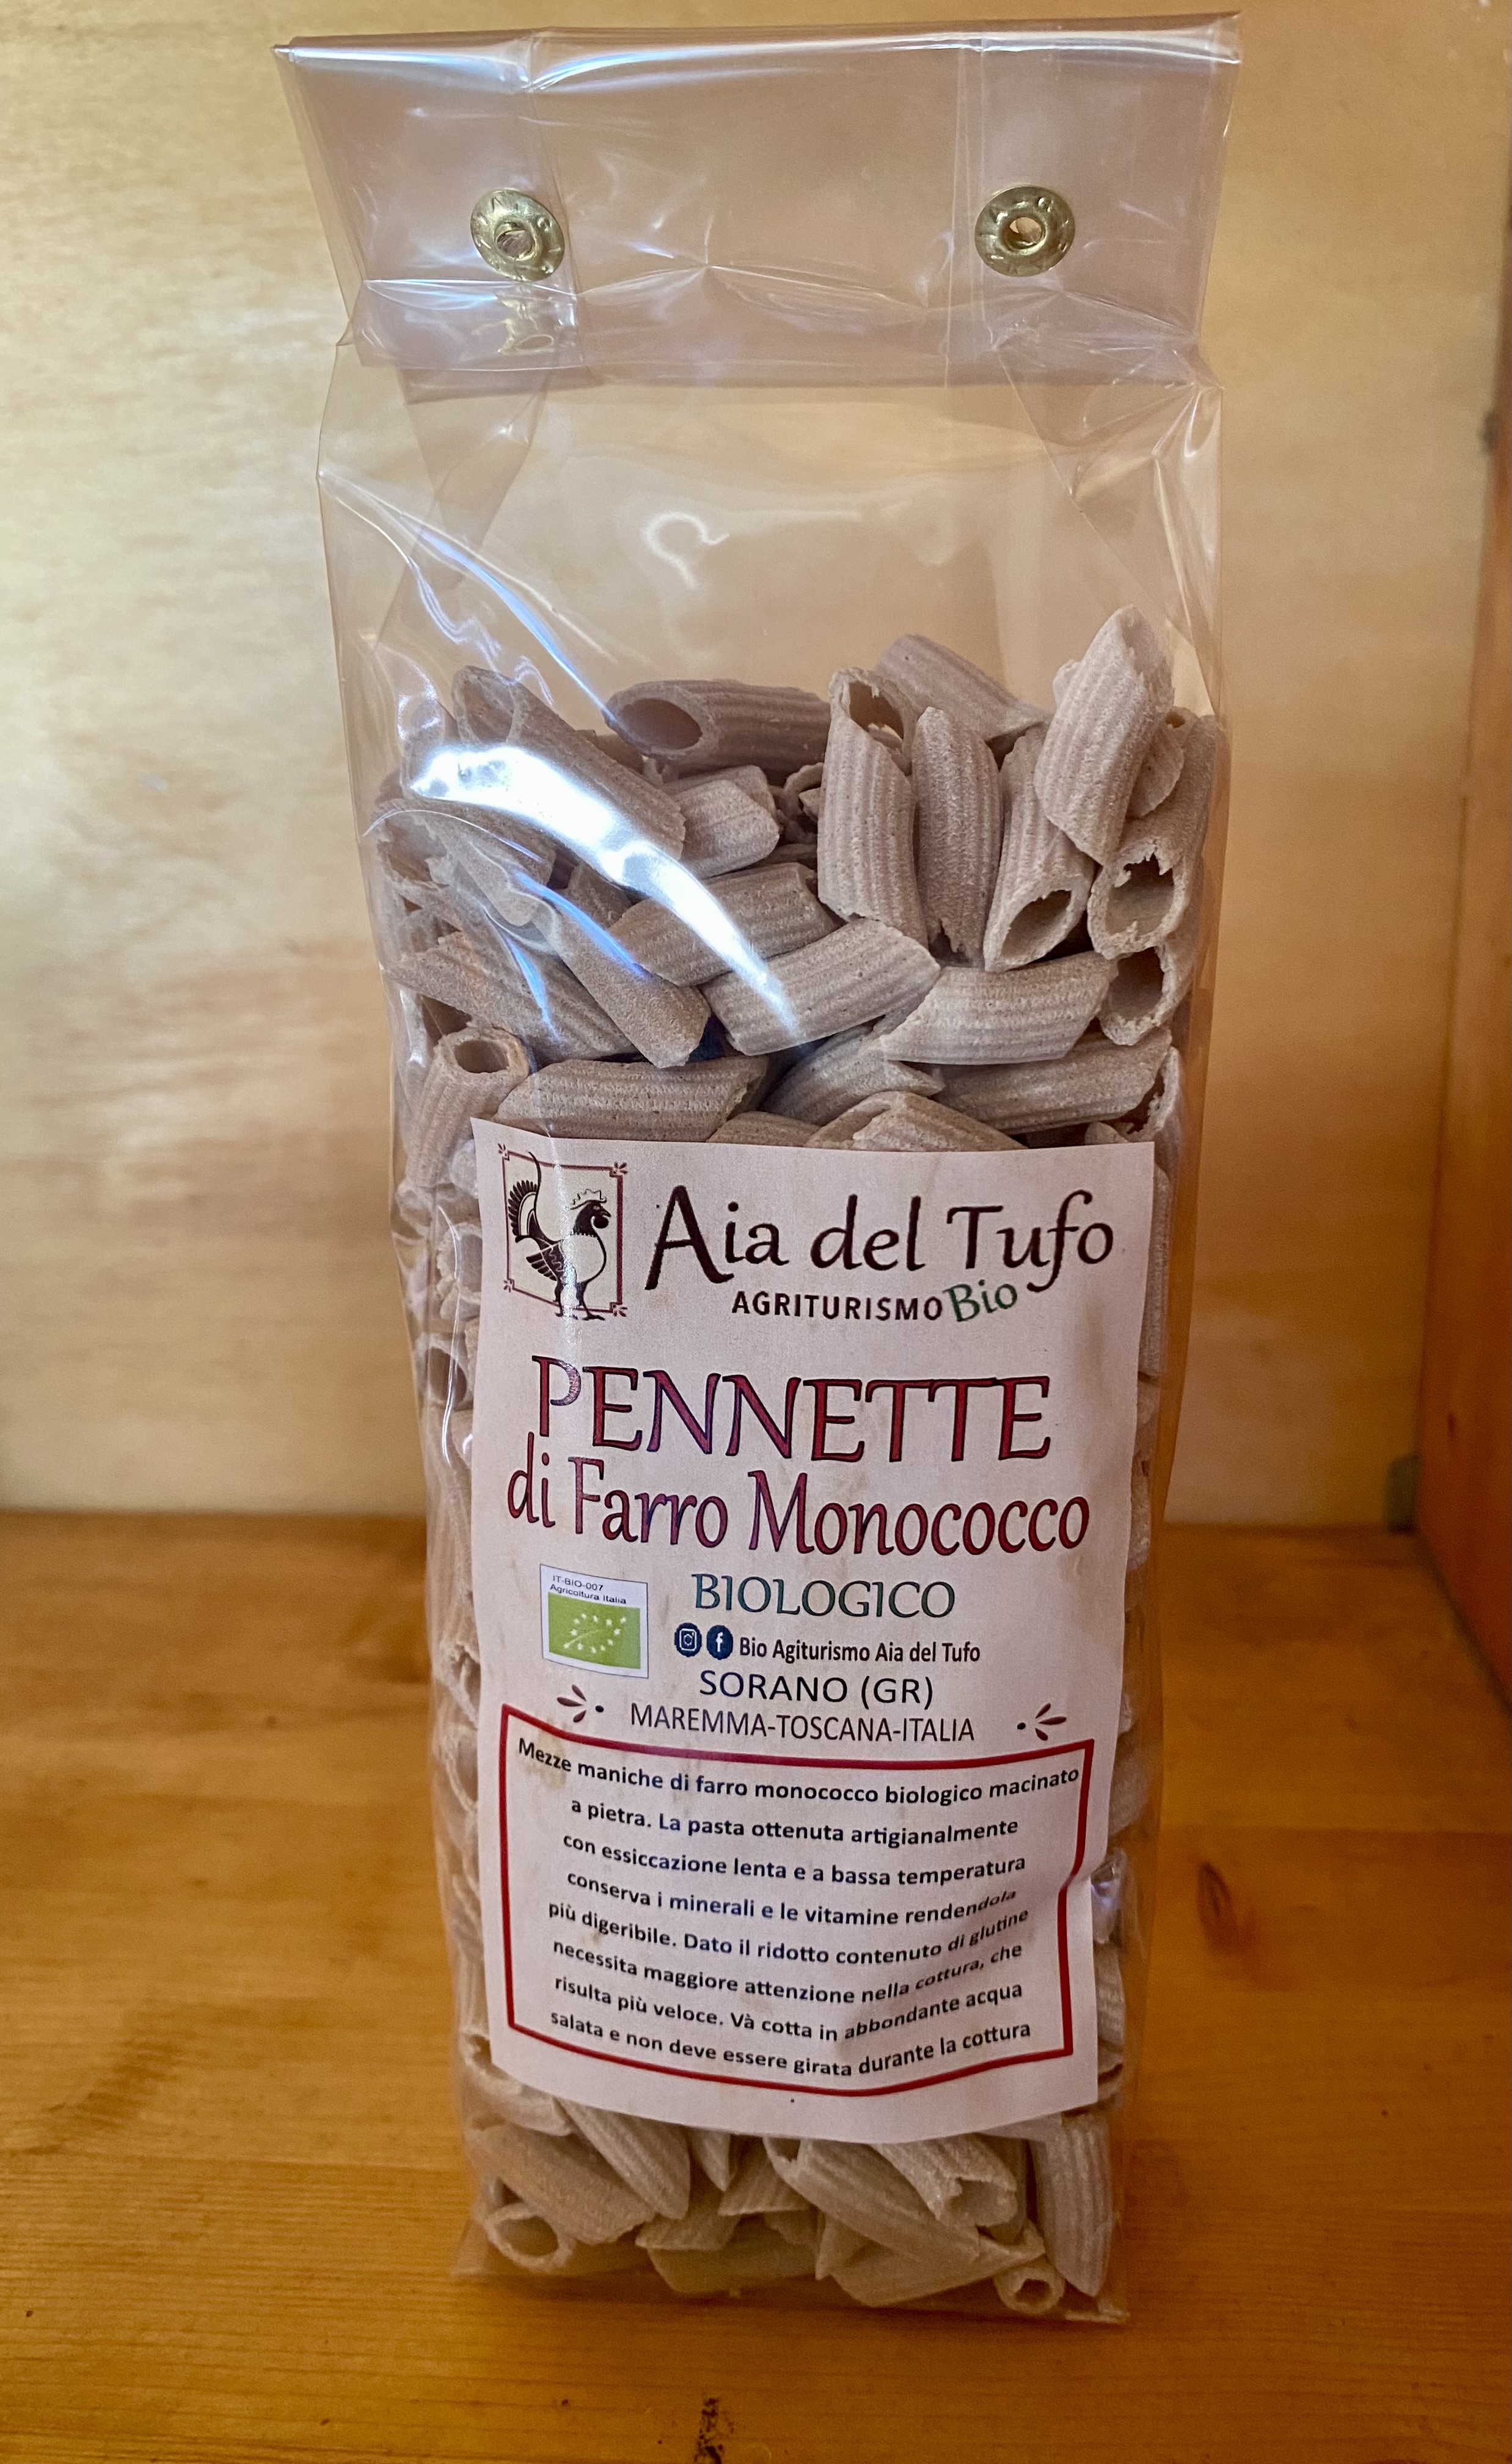 Aia del Tufo
AGRITURISMO Bio
PENNETTE
di Farro Monococco
IT-BIO-007
Agricoltura Italia
BIOLOGICO
Bio Agiturismo Aia del Tufo
SORANO (GR)
MAREMMA-TOSCANA-ITALIA
Mezze maniche di farro monococco biologico macinato
a pietra. La pasta ottenuta artigianalmente
con essiccazione lenta e a bassa temperatura
conserva i minerali e le vitamine rendendola
più digeribile. Dato il ridotto contenuto di glutine
necessita maggiore attenzione nella cottura, che
risulta più veloce. Và cotta in abbondante acqua
salata e non deve essere girata durante la cottura